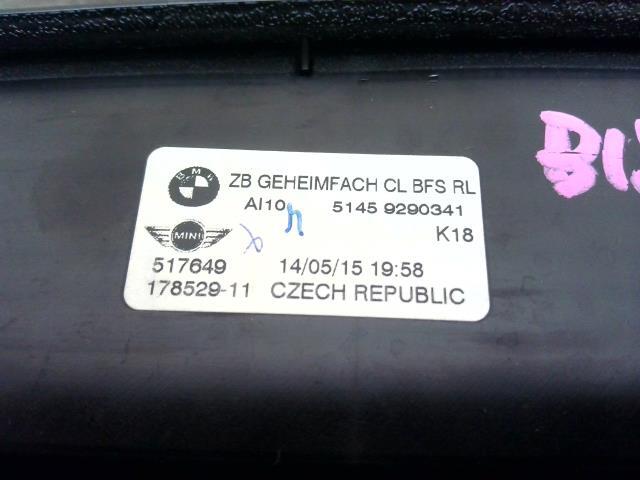 BMW ZB GEHEIMFACH CL BFS RL
AI10 5145 9290341
MINI K18
517649 14/05/15 19:58
178529-11 CZECH REPUBLIC